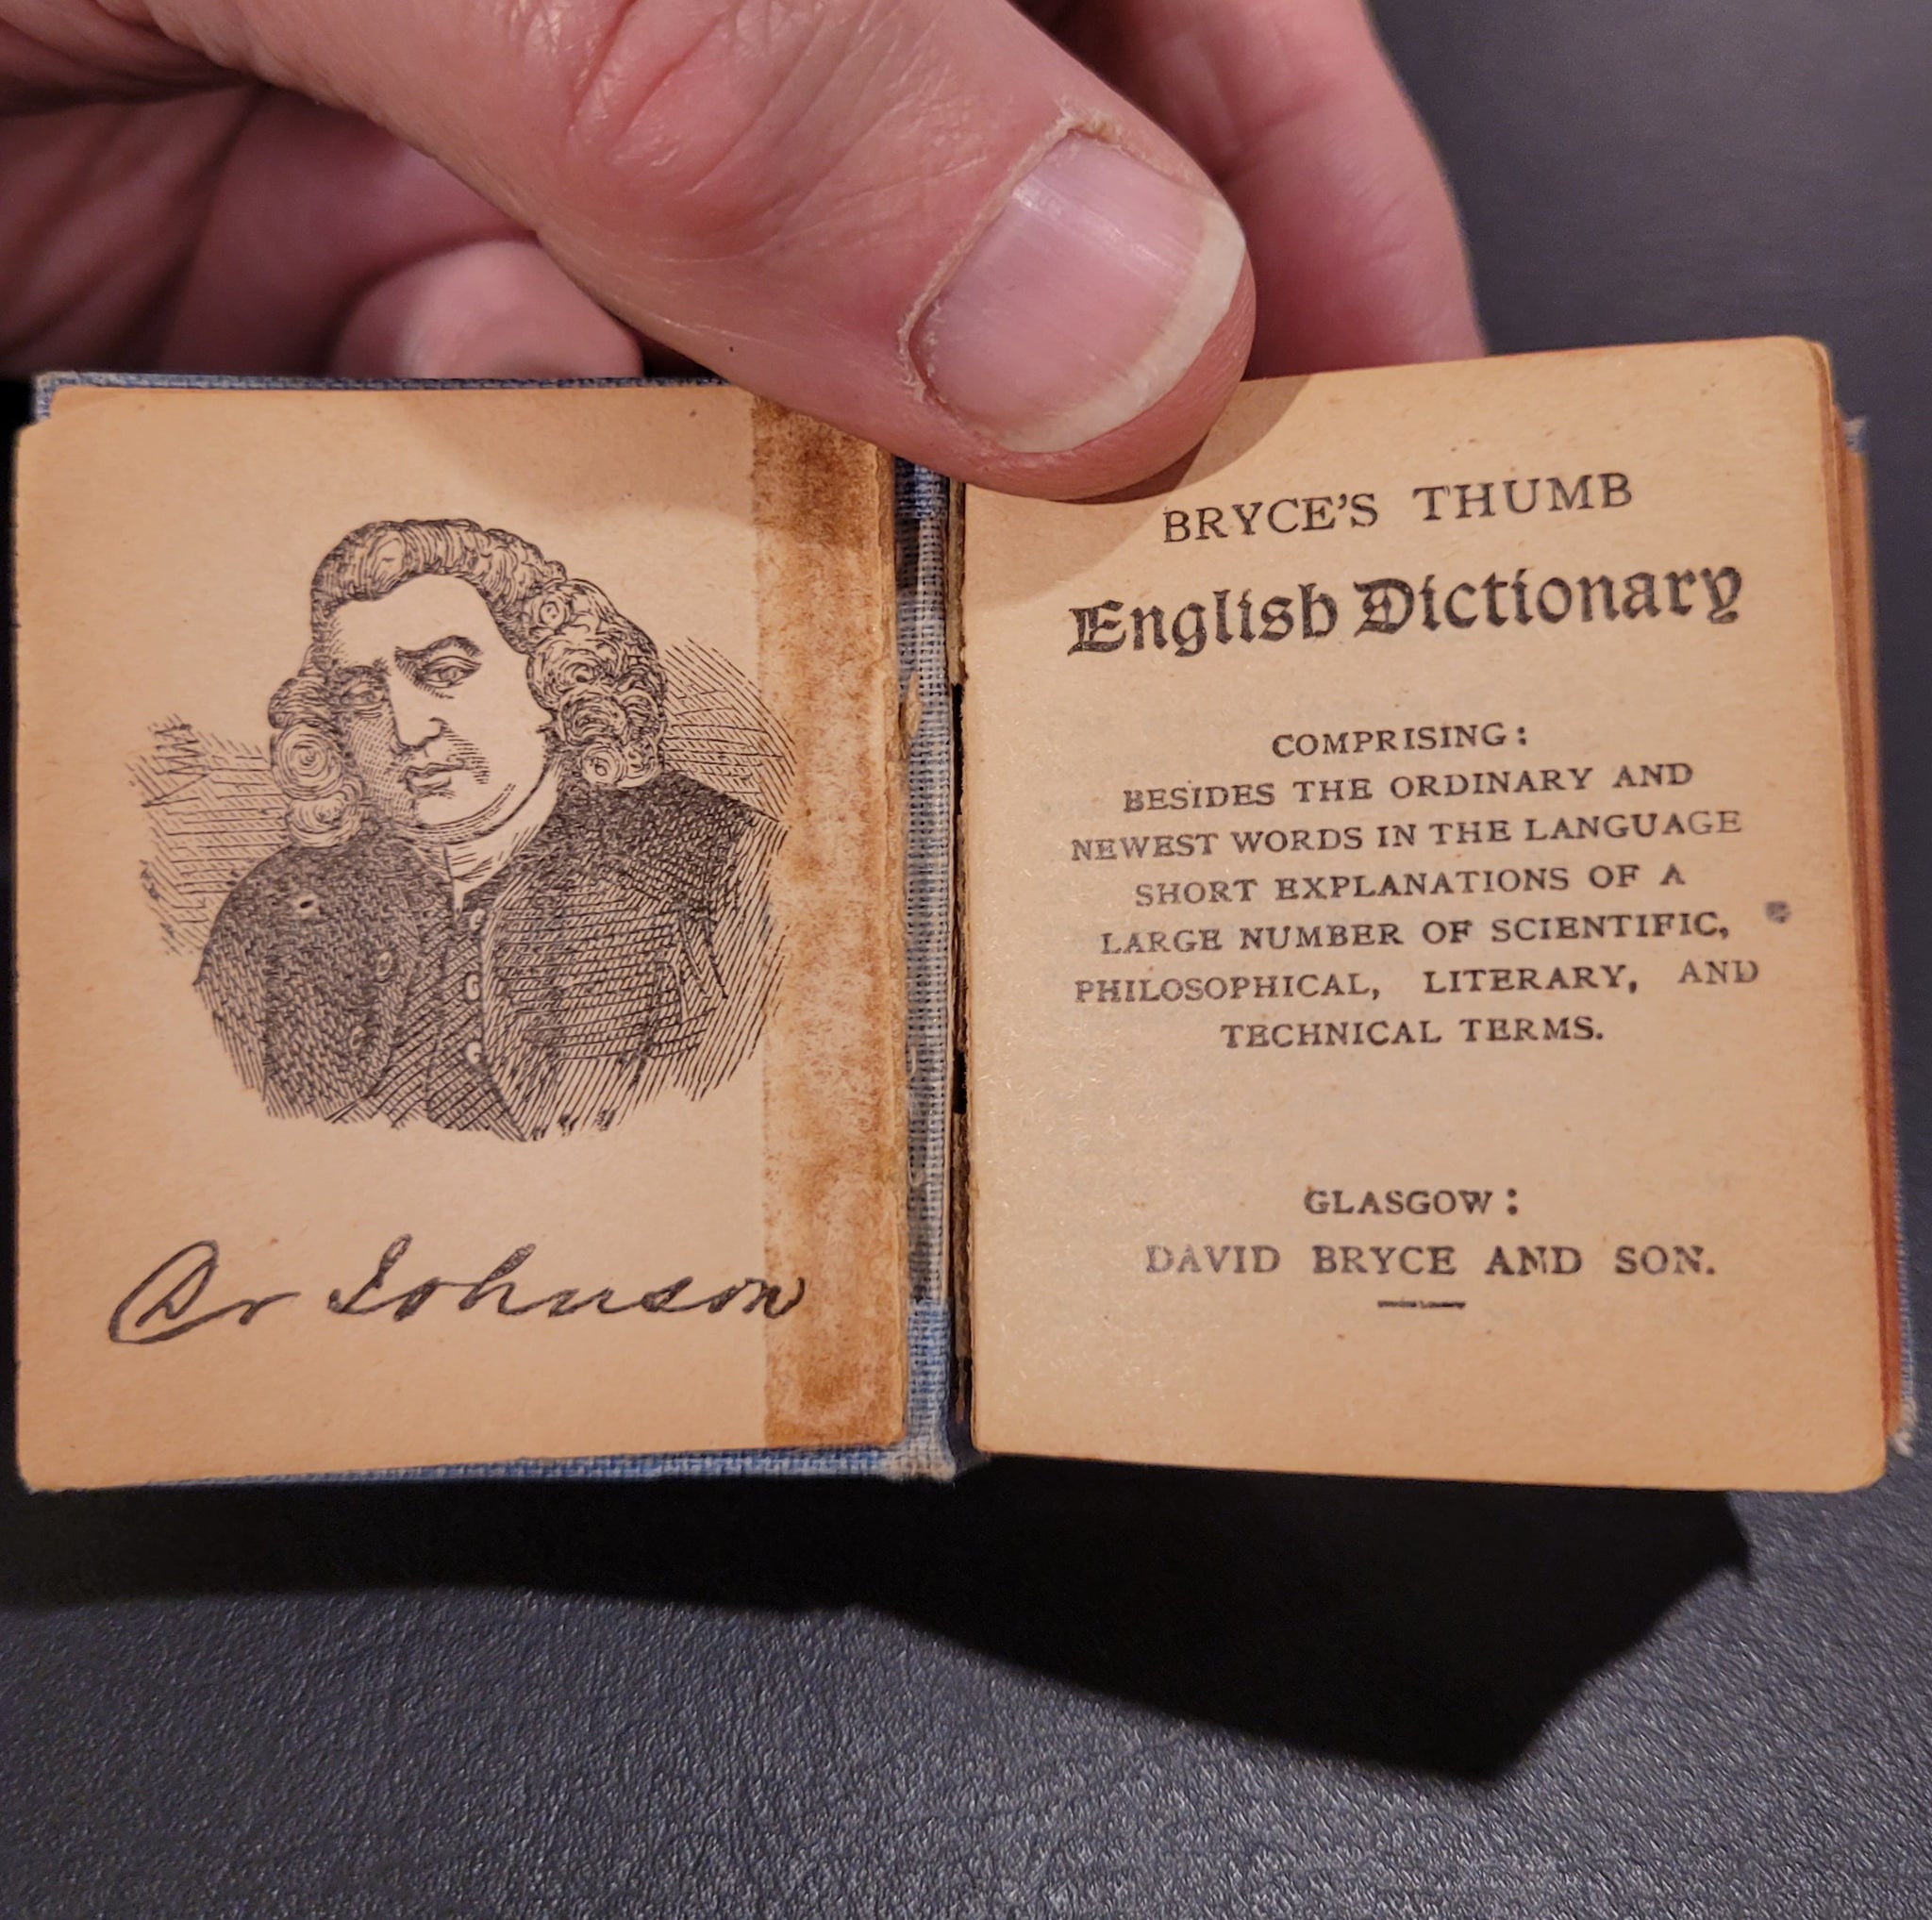 Dr Johnson
BRYCE'S THUMB
English Dictionary
COMPRISING:
BESIDES THE ORDINARY AND
NEWEST WORDS IN THE LANGUAGE
SHORT EXPLANATIONS OF A
LARGE NUMBER OF SCIENTIFIC,
PHILOSOPHICAL, LITERARY, AND
TECHNICAL TERMS.
GLASGOW:
DAVID BRYCE AND SON.